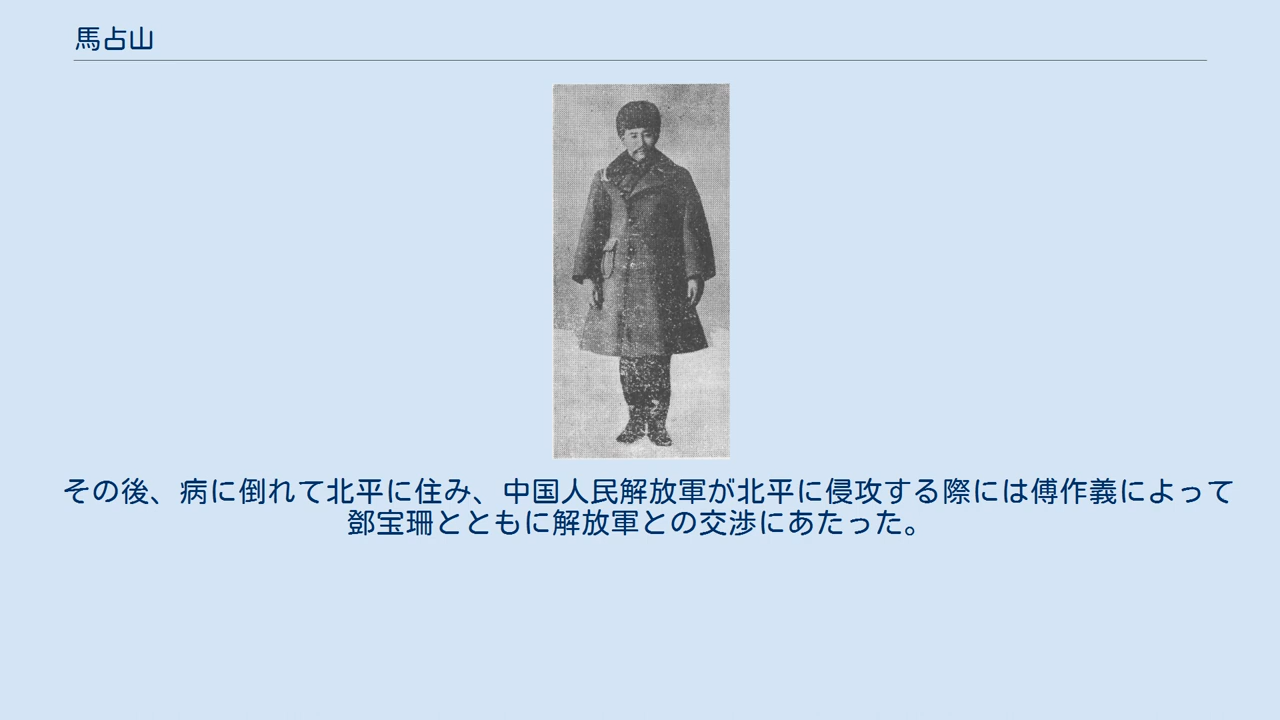 馬占山
その後、病に倒れて北平に住み、中国人民解放軍が北平に侵攻する際には傅作義によって
鄧宝珊とともに解放軍との交渉にあたった。